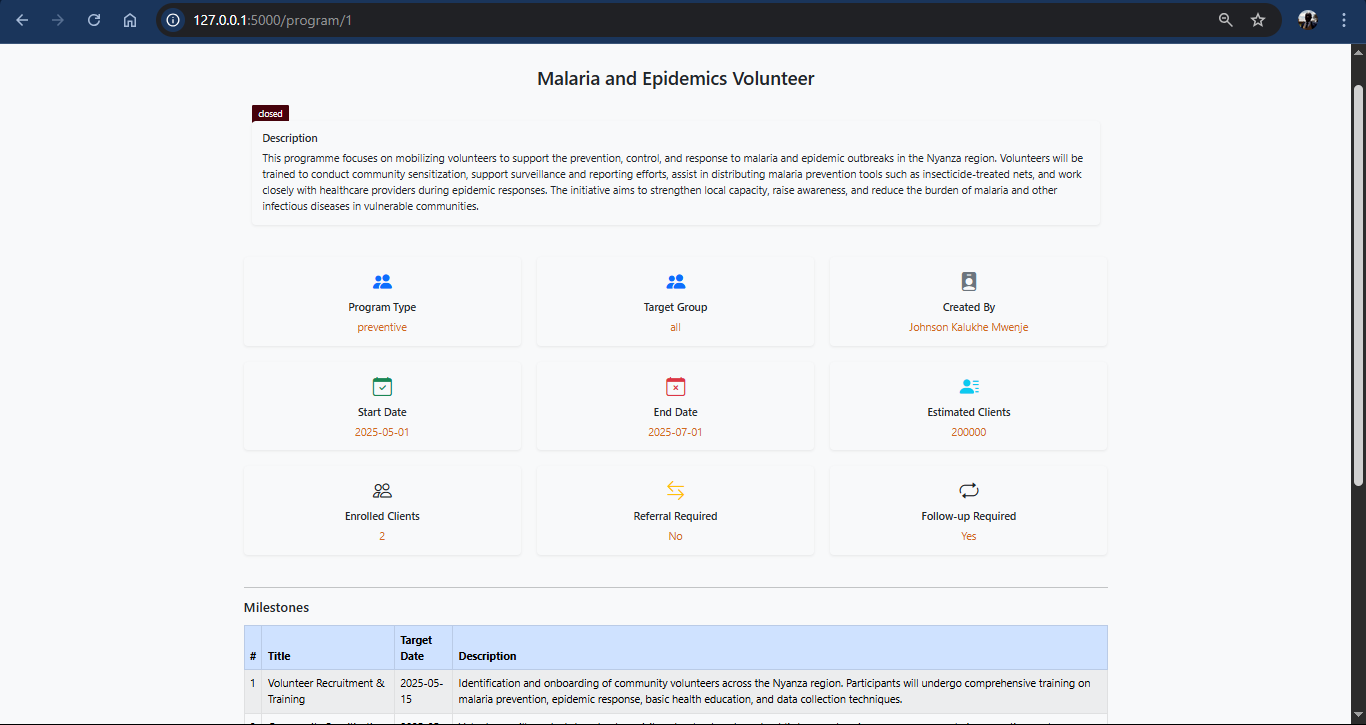 127.0.0.1:5000/program/1
Malaria and Epidemics Volunteer
closed
Description
This programme focuses on mobilizing volunteers to support the prevention, control, and response to malaria and epidemic outbreaks in the Nyanza region. Volunteers will be
trained to conduct community sensitization, support surveillance and reporting efforts, assist in distributing malaria prevention tools such as insecticide-treated nets, and work
closely with healthcare providers during epidemic responses. The initiative aims to strengthen local capacity, raise awareness, and reduce the burden of malaria and other
infectious diseases in vulnerable communities.
Program Type
preventive
Target Group
all
Created By
Johnson Kalukhe Mwenje
Start Date
2025-05-01
End Date
2025-07-01
Estimated Clients
200000
Enrolled Clients
2
Referral Required
No
Follow-up Required
Yes
Milestones
# Title Target Date Description
1 Volunteer Recruitment & Training 2025-05-15 Identification and onboarding of community volunteers across the Nyanza region. Participants will undergo comprehensive training on
malaria prevention, epidemic response, basic health education, and data collection techniques.